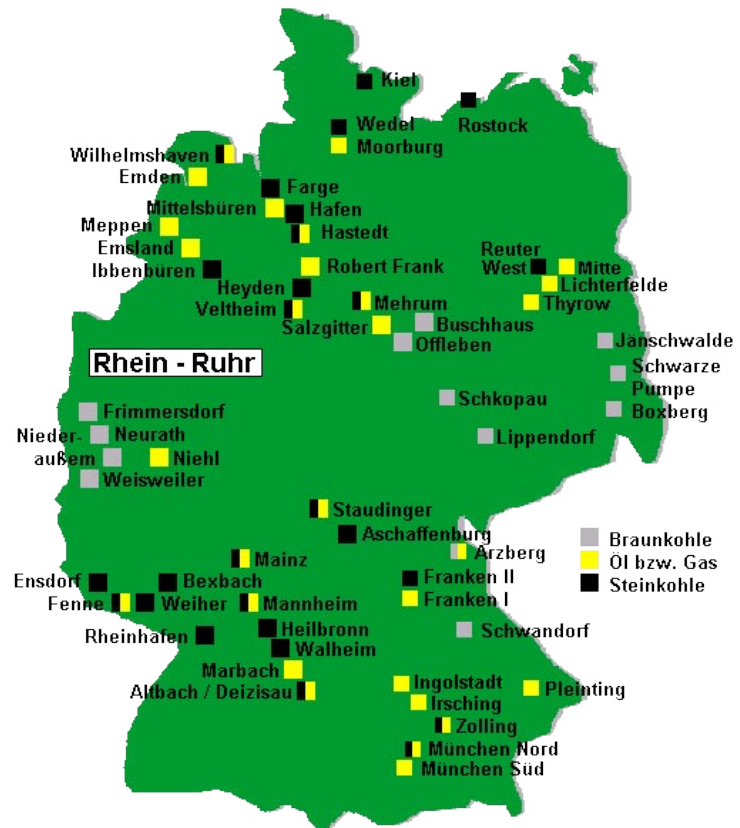 Kiel
Rostock
Wedel
Moorburg
Wilhelmshaven
Emden
Farge
Mittelsbüren
Hafen
Meppen
Hastedt
Emsland
Ibbenbüren
Robert Frank
Reuter
West
Mitte
Lichterfelde
Heyden
Thyrow
Veltheim
Mehrum
Salzgitter
Buschhaus
Offleben
Jänschwalde
Schwarze
Pumpe
Rhein - Ruhr
Schkopau
Boxberg
Frimmersdorf
Neurath
Lippendorf
Nieder-
außem
Niehl
Weisweiler
Staudinger
Aschaffenburg
Braunkohle
Arzberg
Öl bzw. Gas
Mainz
Steinkohle
Ensdorf
Bexbach
Franken II
Fenne
Weiher
Mannheim
Franken I
Rheinhafen
Heilbronn
Schwandorf
Walheim
Marbach
Ingolstadt
Altbach / Deizisau
Pleinting
Irsching
Zolling
München Nord
München Süd